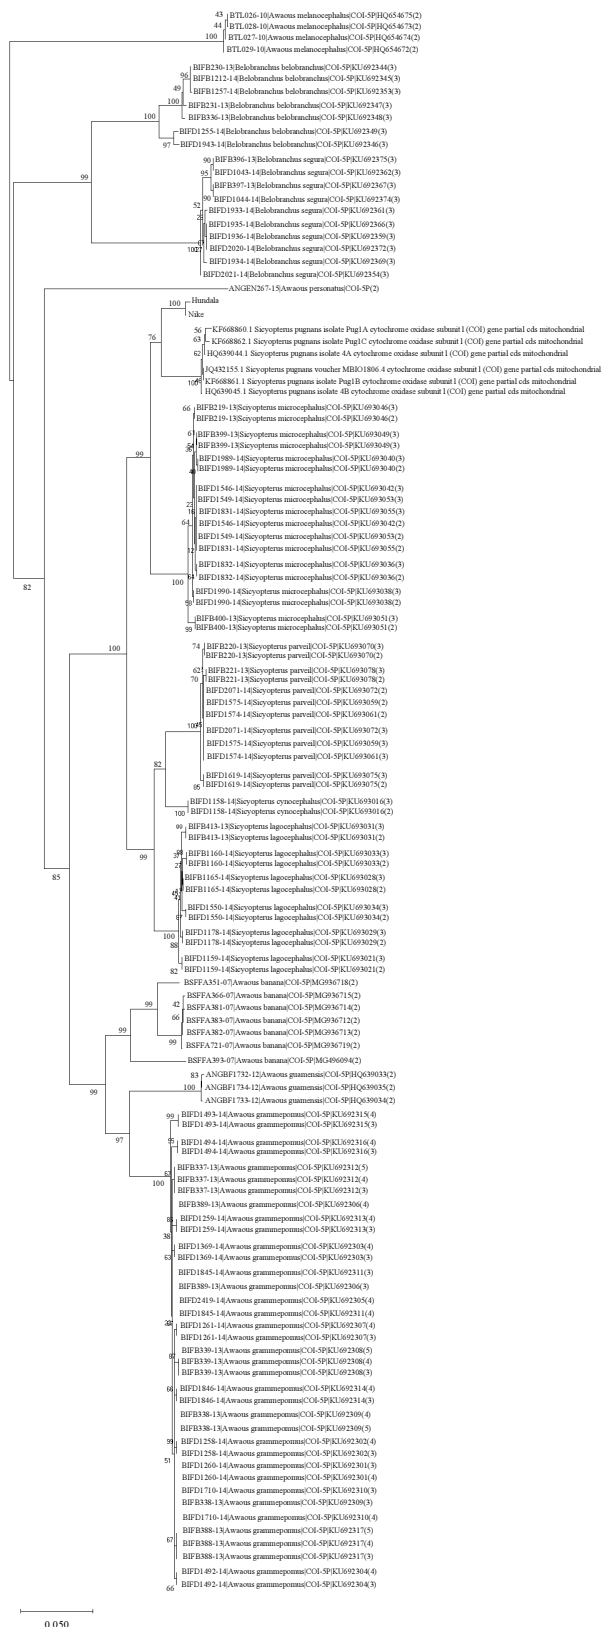 BTL026-10|Awaous melanocephalus|COI-5P|HQ654675(2)
BTL028-10|Awaous melanocephalus|COI-5P|HQ654673(2)
BTL027-10|Awaous melanocephalus|COI-5P|HQ654674(2)
BTL029-10|Awaous melanocephalus|COI-5P|HQ654672(2)
BIFB230-13|Belobranchus belobranchus|COI-5P|KU692344(3)
BIFB1212-14|Belobranchus belobranchus|COI-5P|KU692345(3)
BIFB1257-14|Belobranchus belobranchus|COI-5P|KU692353(3)
BIFB231-13|Belobranchus belobranchus|COI-5P|KU692347(3)
BIFB336-13|Belobranchus belobranchus|COI-5P|KU692348(3)
BIFD1255-14|Belobranchus belobranchus|COI-5P|KU692349(3)
BIFD1943-14|Belobranchus belobranchus|COI-5P|KU692346(3)
BIFB396-13|Belobranchus segura|COI-5P|KU692375(3)
BIFD1043-14|Belobranchus segura|COI-5P|KU692362(3)
BIFB397-13|Belobranchus segura|COI-5P|KU692367(3)
BIFD1044-14|Belobranchus segura|COI-5P|KU692374(3)
BIFD1933-14|Belobranchus segura|COI-5P|KU692361(3)
BIFD1935-14|Belobranchus segura|COI-5P|KU692366(3)
BIFD1936-14|Belobranchus segura|COI-5P|KU692359(3)
BIFD2020-14|Belobranchus segura|COI-5P|KU692372(3)
BIFD1934-14|Belobranchus segura|COI-5P|KU692369(3)
BIFD2021-14|Belobranchus segura|COI-5P|KU692354(3)
ANGEN267-15|Awaous personatus|COI-5P(2)
Hundala
Nike
KF668860.1 Sicyopterus pugnans isolate Pug1A cytochrome oxidase subunit I (COI) gene partial cds mitochondrial
KF668862.1 Sicyopterus pugnans isolate Pug1C cytochrome oxidase subunit I (COI) gene partial cds mitochondrial
HQ639044.1 Sicyopterus pugnans isolate 4A cytochrome oxidase subunit I (COI) gene partial cds mitochondrial
JQ432155.1 Sicyopterus pugnans voucher MBIO1806.4 cytochrome oxidase subunit I (COI) gene partial cds mitochondrial
KF668861.1 Sicyopterus pugnans isolate Pug1B cytochrome oxidase subunit I (COI) gene partial cds mitochondrial
HQ639045.1 Sicyopterus pugnans isolate 4B cytochrome oxidase subunit I (COI) gene partial cds mitochondrial
BIFB219-13|Sciyopterus microcephalus|COI-5P|KU693046(3)
BIFB219-13|Sicyopterus microcephalus|COI-5P|KU693046(2)
BIFB399-13|Sicyopterus microcephalus|COI-5P|KU693049(3)
BIFB399-13|Sicyopterus microcephalus|COI-5P|KU693049(2)
BIFD1989-14|Sicyopterus microcephalus|COI-5P|KU693040(3)
BIFD1989-14|Sicyopterus microcephalus|COI-5P|KU693040(2)
BIFD1546-14|Sicyopterus microcephalus|COI-5P|KU693042(3)
BIFD1549-14|Sicyopterus microcephalus|COI-5P|KU693053(3)
BIFD1831-14|Sicyopterus microcephalus|COI-5P|KU693055(3)
BIFD1546-14|Sicyopterus microcephalus|COI-5P|KU693042(2)
BIFD1549-14|Sicyopterus microcephalus|COI-5P|KU693053(2)
BIFD1831-14|Sicyopterus microcephalus|COI-5P|KU693055(2)
BIFD1832-14|Sicyopterus microcephalus|COI-5P|KU693036(3)
BIFD1832-14|Sicyopterus microcephalus|COI-5P|KU693036(2)
BIFD1990-14|Sicyopterus microcephalus|COI-5P|KU693038(3)
BIFD1990-14|Sicyopterus microcephalus|COI-5P|KU693038(2)
BIFB400-13|Sicyopterus microcephalus|COI-5P|KU693051(3)
BIFB400-13|Sicyopterus microcephalus|COI-5P|KU693051(2)
BIFB220-13|Sicyopterus parveil|COI-5P|KU693070(3)
BIFB220-13|Sicyopterus parveil|COI-5P|KU693070(2)
BIFB221-13|Sicyopterus parveil|COI-5P|KU693078(3)
BIFB221-13|Sicyopterus parveil|COI-5P|KU693078(2)
BIFD2071-14|Sicyopterus parveil|COI-5P|KU693072(2)
BIFD1575-14|Sicyopterus parveil|COI-5P|KU693059(2)
BIFD1574-14|Sicyopterus parveil|COI-5P|KU693061(2)
BIFD2071-14|Sicyopterus parveil|COI-5P|KU693072(3)
BIFD1575-14|Sicyopterus parveil|COI-5P|KU693059(3)
BIFD1574-14|Sicyopterus parveil|COI-5P|KU693061(3)
BIFD1619-14|Sicyopterus parveil|COI-5P|KU693075(3)
BIFD1619-14|Sicyopterus parveil|COI-5P|KU693075(2)
BIFD1158-14|Sicyopterus cynocephalus|COI-5P|KU693016(3)
BIFD1158-14|Sicyopterus cynocephalus|COI-5P|KU693016(2)
BIFB413-13|Sicyopterus lagocephalus|COI-5P|KU693031(3)
BIFB413-13|Sicyopterus lagocephalus|COI-5P|KU693031(2)
BIFB1160-14|Sicyopterus lagocephalus|COI-5P|KU693033(3)
BIFB1160-14|Sicyopterus lagocephalus|COI-5P|KU693033(2)
BIFB1165-14|Sicyopterus lagocephalus|COI-5P|KU693028(3)
BIFB1165-14|Sicyopterus lagocephalus|COI-5P|KU693028(2)
BIFD1550-14|Sicyopterus lagocephalus|COI-5P|KU693034(3)
BIFD1550-14|Sicyopterus lagocephalus|COI-5P|KU693034(2)
BIFD1178-14|Sicyopterus lagocephalus|COI-5P|KU693029(3)
BIFD1178-14|Sicyopterus lagocephalus|COI-5P|KU693029(2)
BIFD1159-14|Sicyopterus lagocephalus|COI-5P|KU693021(3)
BIFD1159-14|Sicyopterus lagocephalus|COI-5P|KU693021(2)
BSFFA351-07|Awaous banana|COI-5P|MG936718(2)
BSFFA366-07|Awaous banana|COI-5P|MG936715(2)
BSFFA381-07|Awaous banana|COI-5P|MG936714(2)
BSFFA383-07|Awaous banana|COI-5P|MG936712(2)
BSFFA382-07|Awaous banana|COI-5P|MG936713(2)
BSFFA721-07|Awaous banana|COI-5P|MG936719(2)
BSFFA393-07|Awaous banana|COI-5P|MG496094(2)
ANGBF1732-12|Awaous guamensis|COI-5P|HQ639033(2)
ANGBF1734-12|Awaous guamensis|COI-5P|HQ639035(2)
ANGBF1733-12|Awaous guamensis|COI-5P|HQ639034(2)
BIFD1493-14|Awaous grammepomus|COI-5P|KU692315(4)
BIFD1493-14|Awaous grammepomus|COI-5P|KU692315(3)
BIFD1494-14|Awaous grammepomus|COI-5P|KU692316(4)
BIFD1494-14|Awaous grammepomus|COI-5P|KU692316(3)
BIFB337-13|Awaous grammepomus|COI-5P|KU692312(5)
BIFB337-13|Awaous grammepomus|COI-5P|KU692312(4)
BIFB337-13|Awaous grammepomus|COI-5P|KU692312(3)
BIFB389-13|Awaous grammepomus|COI-5P|KU692306(4)
BIFD1259-14|Awaous grammepomus|COI-5P|KU692313(4)
BIFD1259-14|Awaous grammepomus|COI-5P|KU692313(3)
BIFD1369-14|Awaous grammepomus|COI-5P|KU692303(4)
BIFD1369-14|Awaous grammepomus|COI-5P|KU692303(3)
BIFD1845-14|Awaous grammepomus|COI-5P|KU692311(3)
BIFB389-13|Awaous grammepomus|COI-5P|KU692306(3)
BIFD2419-14|Awaous grammepomus|COI-5P|KU692305(4)
BIFD1845-14|Awaous grammepomus|COI-5P|KU692311(4)
BIFD1261-14|Awaous grammepomus|COI-5P|KU692307(4)
BIFD1261-14|Awaous grammepomus|COI-5P|KU692307(3)
BIFB339-13|Awaous grammepomus|COI-5P|KU692308(5)
BIFB339-13|Awaous grammepomus|COI-5P|KU692308(4)
BIFB339-13|Awaous grammepomus|COI-5P|KU692308(3)
BIFD1846-14|Awaous grammepomus|COI-5P|KU692314(4)
BIFD1846-14|Awaous grammepomus|COI-5P|KU692314(3)
BIFB338-13|Awaous grammepomus|COI-5P|KU692309(4)
BIFB338-13|Awaous grammepomus|COI-5P|KU692309(5)
BIFD1258-14|Awaous grammepomus|COI-5P|KU692302(4)
BIFD1258-14|Awaous grammepomus|COI-5P|KU692302(3)
BIFD1260-14|Awaous grammepomus|COI-5P|KU692301(3)
BIFD1260-14|Awaous grammepomus|COI-5P|KU692301(4)
BIFD1710-14|Awaous grammepomus|COI-5P|KU692310(3)
BIFB338-13|Awaous grammepomus|COI-5P|KU692309(3)
BIFD1710-14|Awaous grammepomus|COI-5P|KU692310(4)
BIFB388-13|Awaous grammepomus|COI-5P|KU692317(5)
BIFB388-13|Awaous grammepomus|COI-5P|KU692317(4)
BIFB388-13|Awaous grammepomus|COI-5P|KU692317(3)
BIFD1492-14|Awaous grammepomus|COI-5P|KU692304(4)
BIFD1492-14|Awaous grammepomus|COI-5P|KU692304(3)
0.050